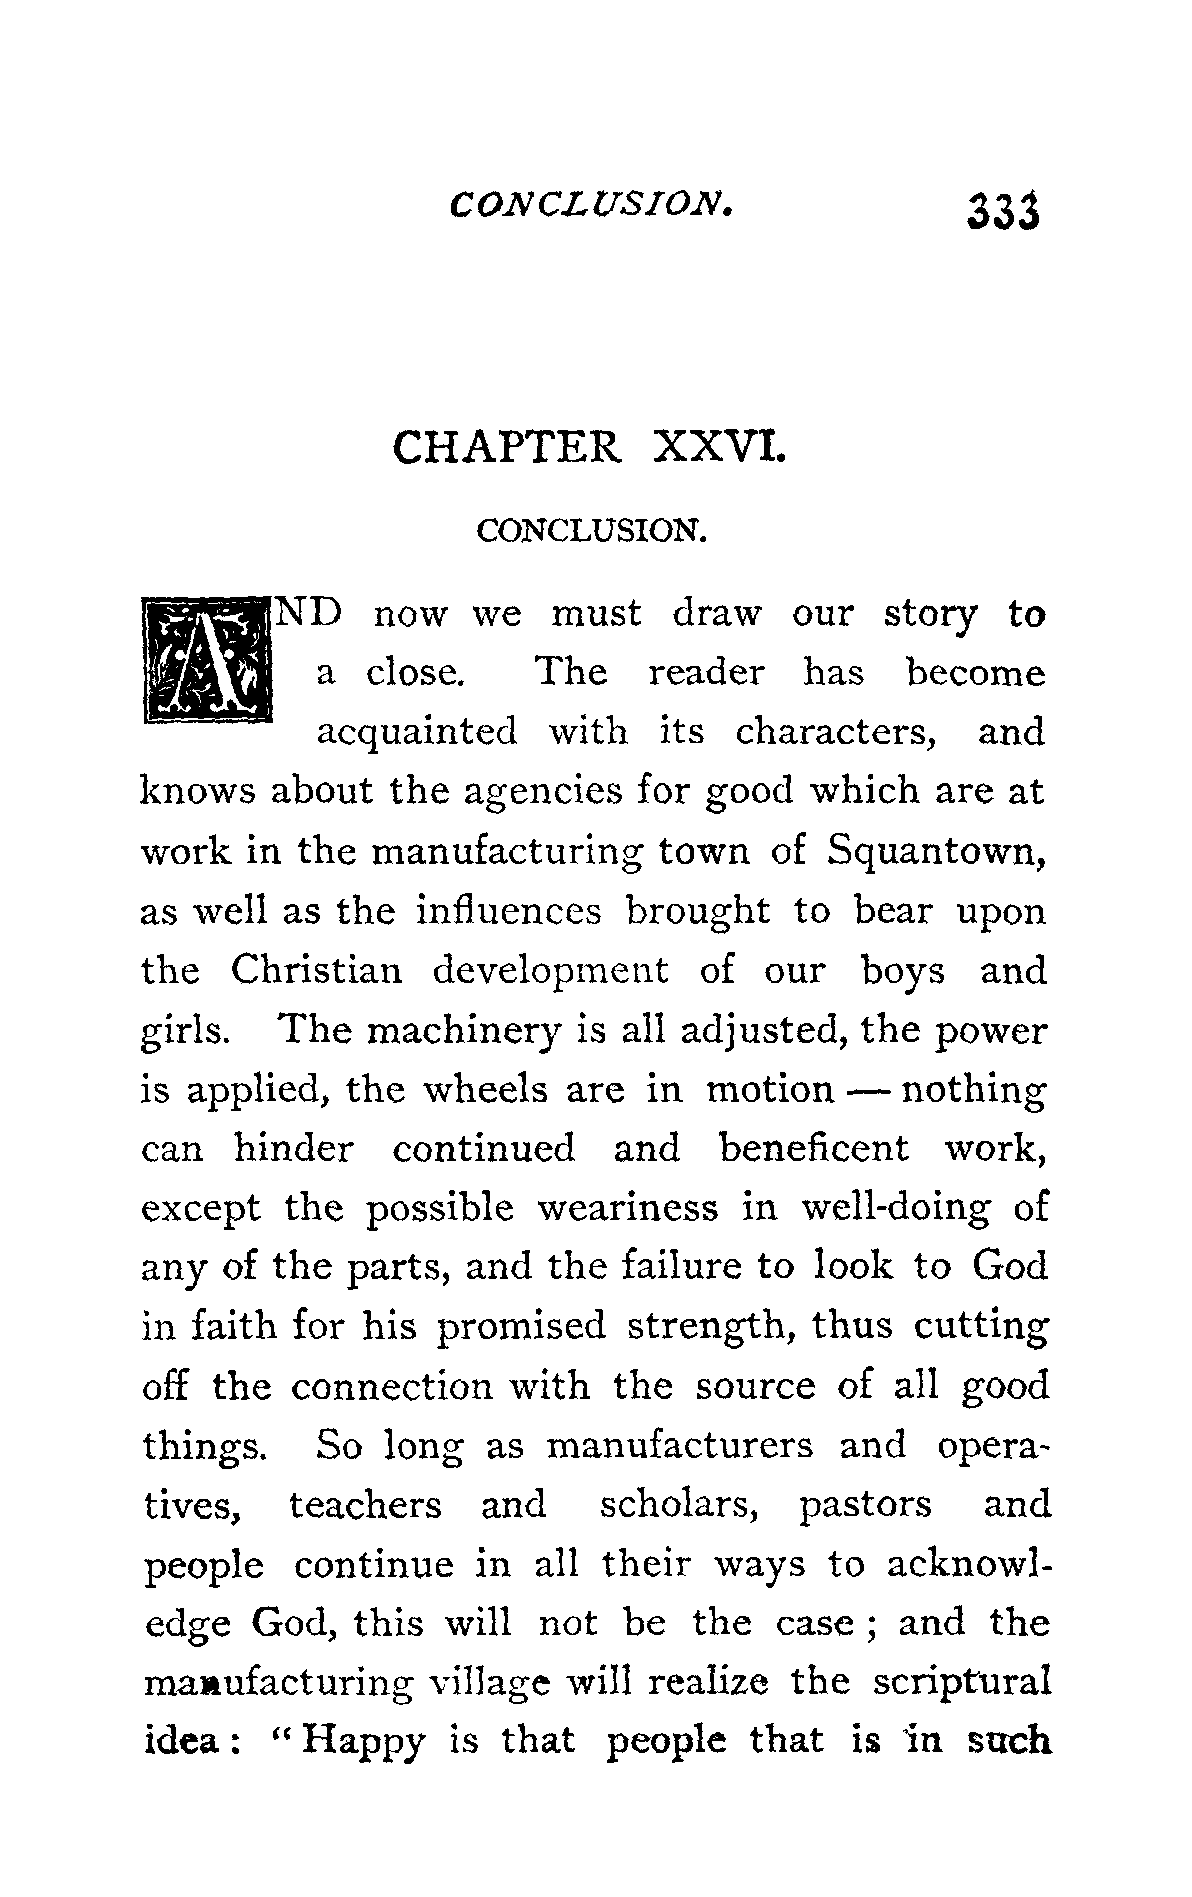 CONCLUSION. 333
CHAPTER XXVI.
CONCLUSION.
AND now we must draw our story to
a close. The reader has become
acquainted with its characters, and
knows about the agencies for good which are at
work in the manufacturing town of Squantown,
as well as the influences brought to bear upon
the Christian development of our boys and
girls. The machinery is all adjusted, the power
is applied, the wheels are in motion — nothing
can hinder continued and beneficent work,
except the possible weariness in well-doing of
any of the parts, and the failure to look to God
in faith for his promised strength, thus cutting
off the connection with the source of all good
things. So long as manufacturers and opera-
tives, teachers and scholars, pastors and
people continue in all their ways to acknowl-
edge God, this will not be the case ; and the
manufacturing village will realize the scriptural
idea : “ Happy is that people that is in such